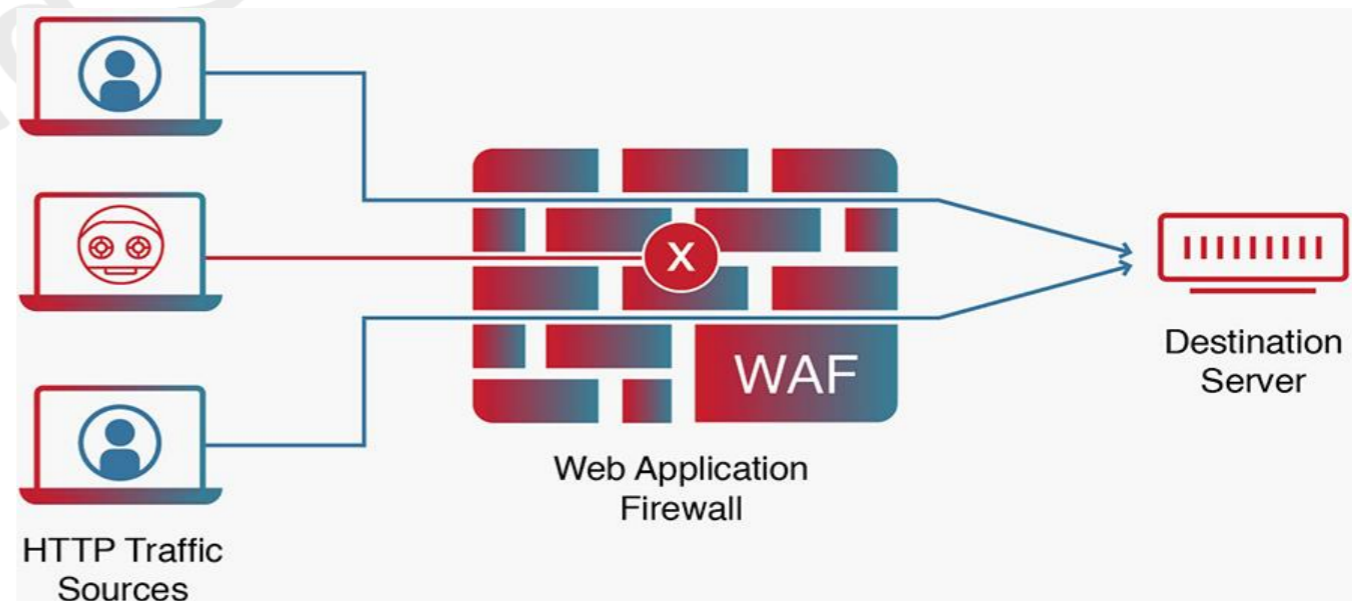 X
WAF
Web Application
Firewall
HTTP Traffic
Sources
Destination
Server